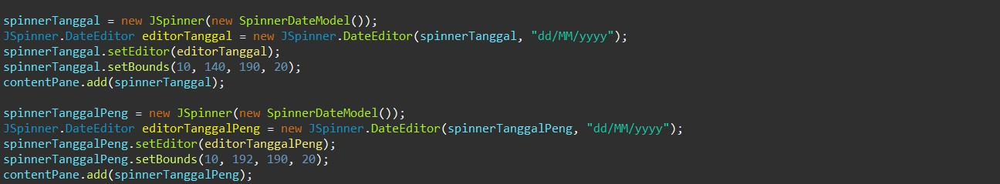 spinnerTanggal = new JSpinner(new SpinnerDateModel());
JSpinner.DateEditor editorTanggal = new JSpinner.DateEditor(spinnerTanggal, "dd/MM/yyyy");
spinnerTanggal.setEditor(editorTanggal);
spinnerTanggal.setBounds(10, 140, 190, 20);
contentPane.add(spinnerTanggal);

spinnerTanggalPeng = new JSpinner(new SpinnerDateModel());
JSpinner.DateEditor editorTanggalPeng = new JSpinner.DateEditor(spinnerTanggalPeng, "dd/MM/yyyy");
spinnerTanggalPeng.setEditor(editorTanggalPeng);
spinnerTanggalPeng.setBounds(10, 192, 190, 20);
contentPane.add(spinnerTanggalPeng);